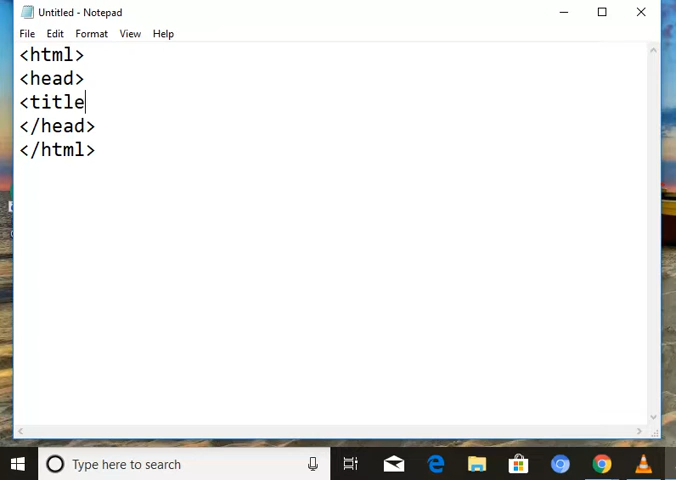 Untitled - Notepad
File Edit Format View Help
<html>
<head>
<title
</head>
</html>
Type here to search